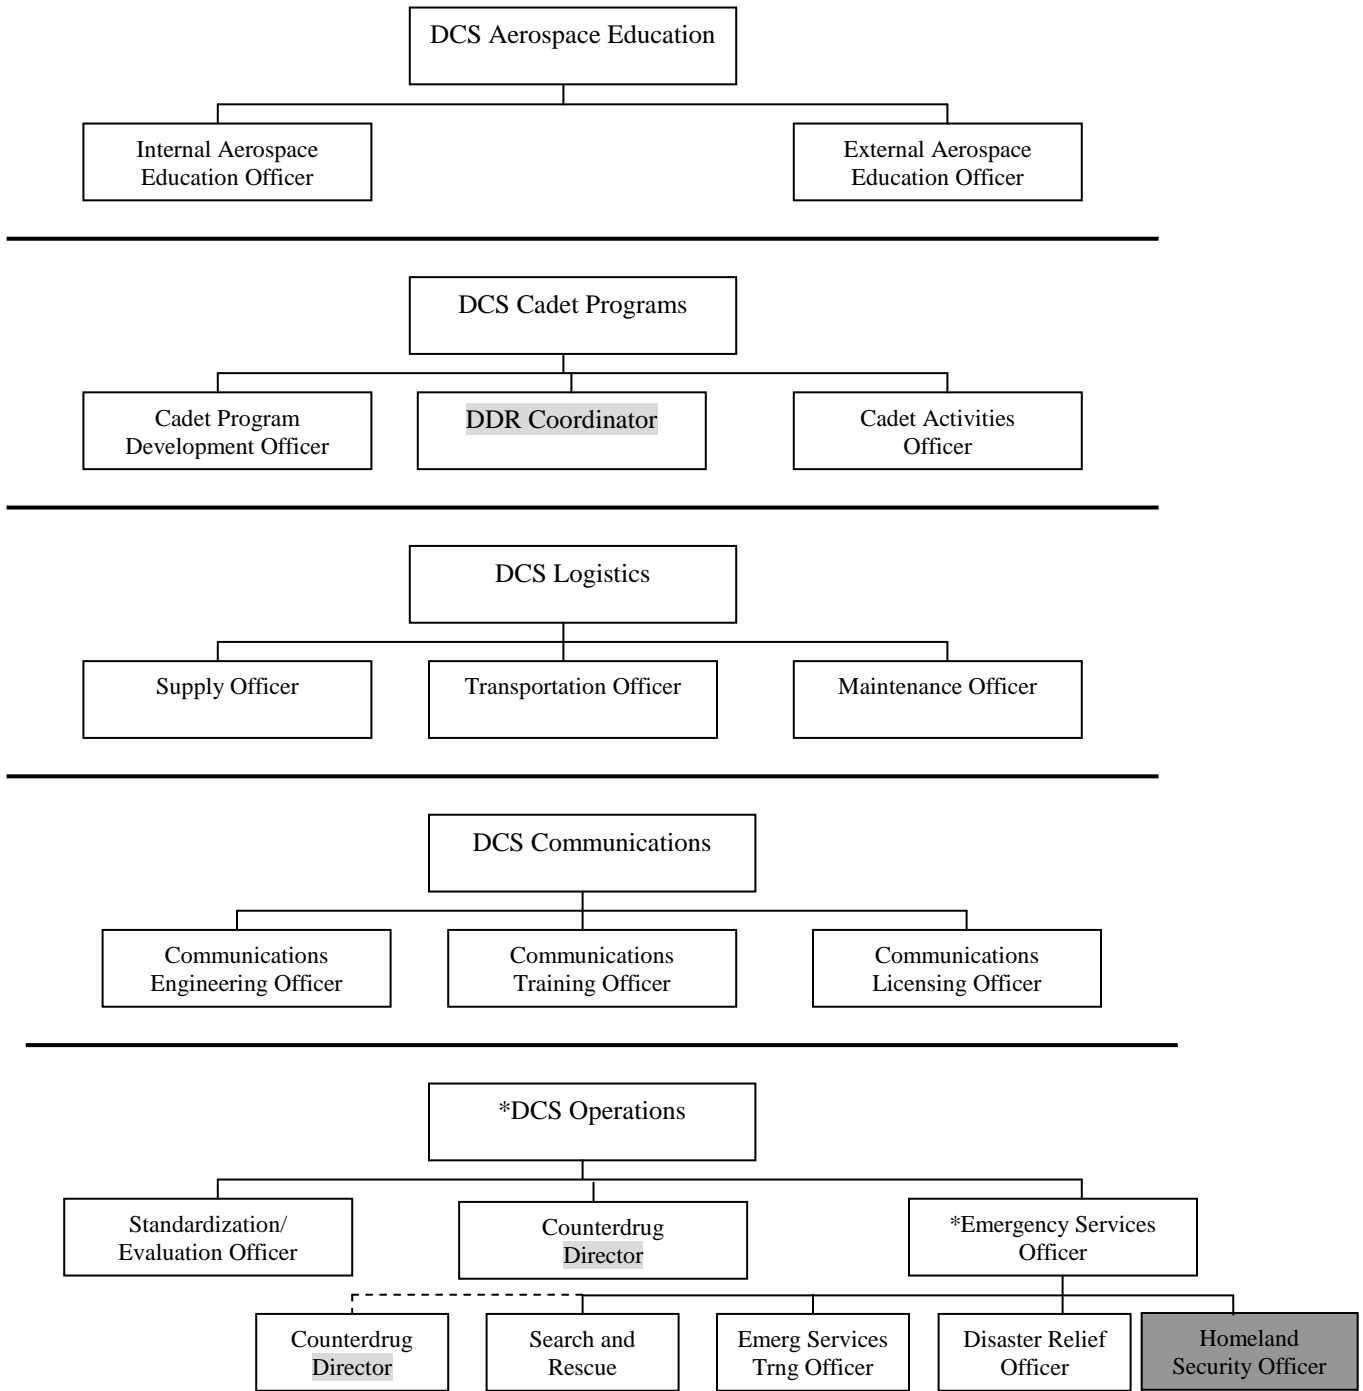 DCS Aerospace Education
Internal Aerospace
Education Officer
External Aerospace
Education Officer
DCS Cadet Programs
Cadet Program
Development Officer
DDR Coordinator
Cadet Activities
Officer
DCS Logistics
Supply Officer
Transportation Officer
Maintenance Officer
DCS Communications
Communications
Engineering Officer
Communications
Training Officer
Communications
Licensing Officer
*DCS Operations
Standardization/
Evaluation Officer
Counterdrug
Director
*Emergency Services
Officer
Counterdrug
Director
Search and
Rescue
Emerg Services
Trng Officer
Disaster Relief
Officer
Homeland
Security Officer